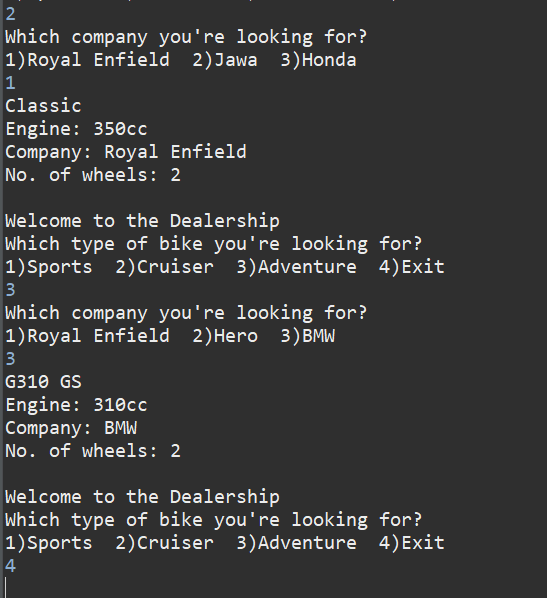 2
Which company you're looking for?
1)Royal Enfield  2)Jawa  3)Honda
1
Classic
Engine: 350cc
Company: Royal Enfield
No. of wheels: 2

Welcome to the Dealership
Which type of bike you're looking for?
1)Sports  2)Cruiser  3)Adventure  4)Exit
3
Which company you're looking for?
1)Royal Enfield  2)Hero  3)BMW
3
G310 GS
Engine: 310cc
Company: BMW
No. of wheels: 2

Welcome to the Dealership
Which type of bike you're looking for?
1)Sports  2)Cruiser  3)Adventure  4)Exit
4